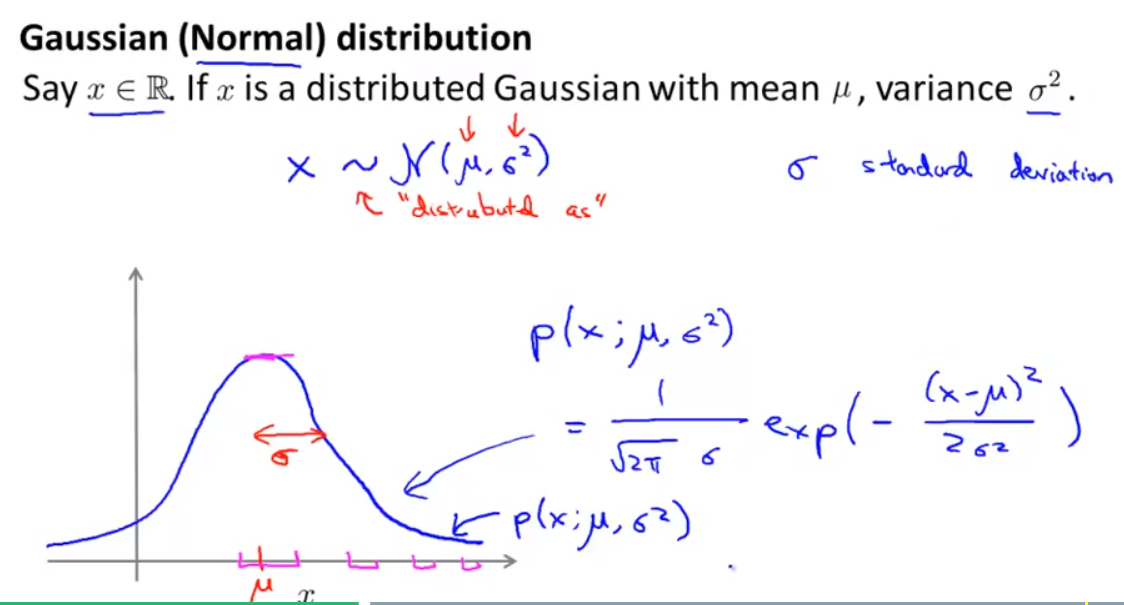 Gaussian (Normal) distribution
Say x ∈ ℝ. If x is a distributed Gaussian with mean μ, variance σ².
x ~ N(μ, σ²)
σ standard deviation
"distributed as"
p(x; μ, σ²)
= 1/(√2π σ) exp(- (x-μ)²/2σ²)
σ
p(x; μ, σ²)
μ
x